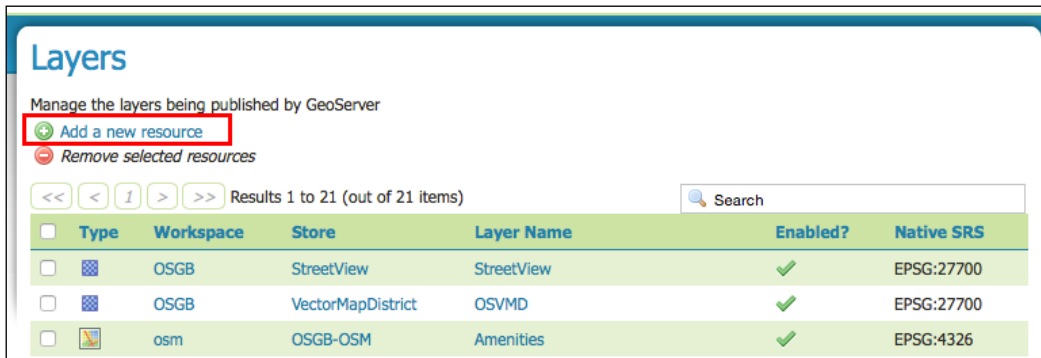 Layers
Manage the layers being published by GeoServer
Add a new resource
Remove selected resources
<< < 1 > >> Results 1 to 21 (out of 21 items) Search
Type Workspace Store Layer Name Enabled? Native SRS
OSGB StreetView StreetView EPSG:27700
OSGB VectorMapDistrict OSVMD EPSG:27700
osm OSGB-OSM Amenities EPSG:4326